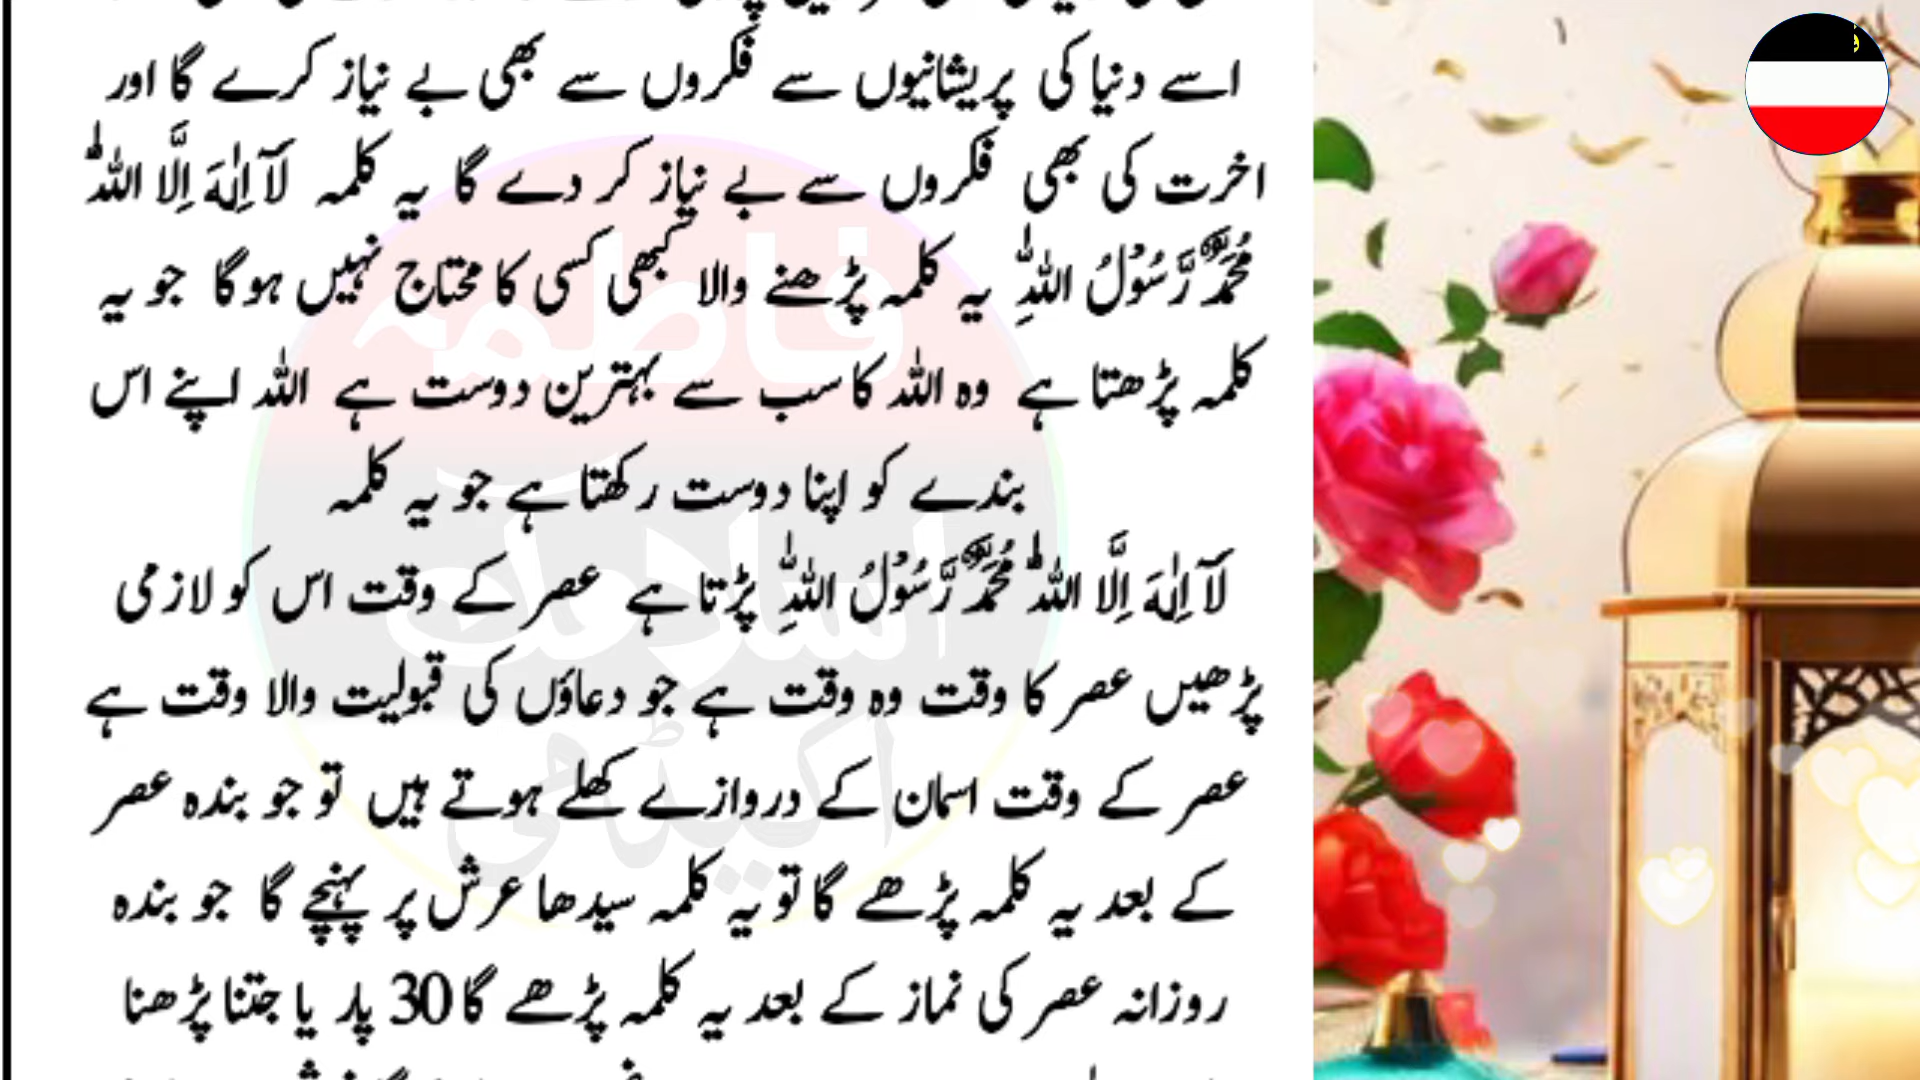 اسے دنیا کی پریشانیوں سے فکروں سے بھی بے نیاز کرے گا اور
اخرت کی بھی فکروں سے بے نیاز کر دے گا یہ کلمہ لَآ اِلٰهَ اِلَّا اللّٰهُ
مُحَمَّدٌ رَّسُوْلُ اللّٰهِ یہ کلمہ پڑھنے والا کبھی کسی کا محتاج نہیں ہوگا جو یہ
کلمہ پڑھتا ہے وہ اللہ کا سب سے بہترین دوست ہے اللہ اپنے اس
بندے کو اپنا دوست رکھتا ہے جو یہ کلمہ
لَآ اِلٰهَ اِلَّا اللّٰهُ مُحَمَّدٌ رَّسُوْلُ اللّٰهِ پڑتا ہے عصر کے وقت اس کو لازمی
پڑھیں عصر کا وقت وہ وقت ہے جو دعاؤں کی قبولیت والا وقت ہے
عصر کے وقت اسمان کے دروازے کھلے ہوتے ہیں تو جو بندہ عصر
کے بعد یہ کلمہ پڑھے گا تو یہ کلمہ سیدھا عرش پر پہنچے گا جو بندہ
روزانہ عصر کی نماز کے بعد یہ کلمہ پڑھے گا 30 پار یا جتنا پڑھنا
فاطمہ
اسلامک
اکیڈمی